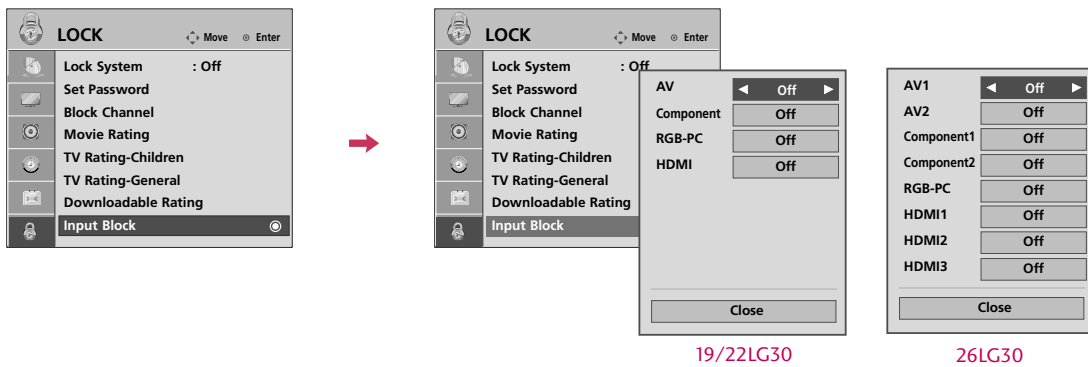 LOCK
Move
Enter
Lock System : Off
Set Password
Block Channel
Movie Rating
TV Rating-Children
TV Rating-General
Downloadable Rating
Input Block
LOCK
Move
Enter
Lock System : Off
Set Password
Block Channel
Movie Rating
TV Rating-Children
TV Rating-General
Downloadable Rating
Input Block
AV ◀ Off ▶
Component Off
RGB-PC Off
HDMI Off
Close
19/22LG30
AV1 ◀ Off ▶
AV2 Off
Component1 Off
Component2 Off
RGB-PC Off
HDMI1 Off
HDMI2 Off
HDMI3 Off
Close
26LG30